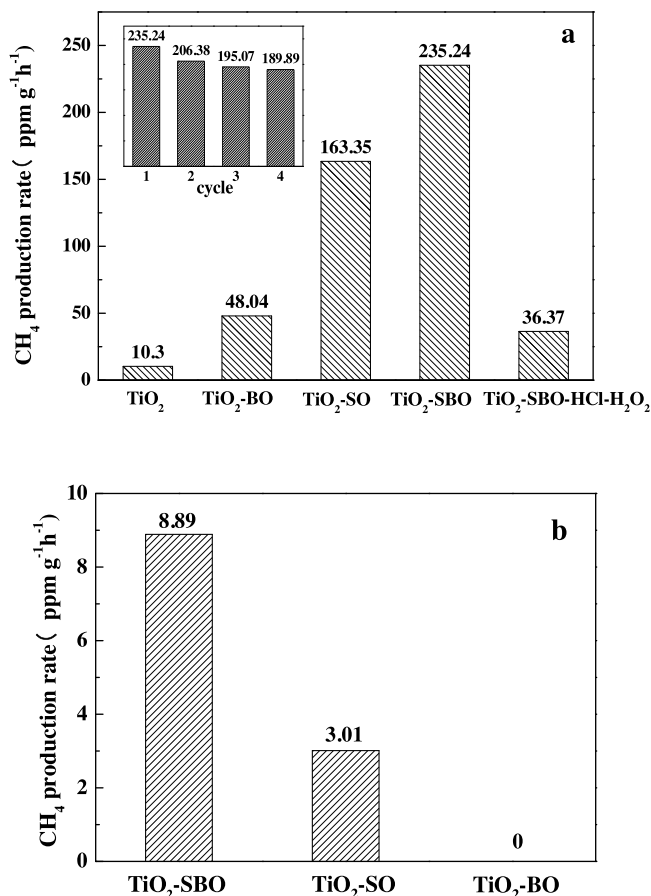 a
235.24
206.38
195.07
189.89
1
2
3
4
cycle
CH₄ production rate( ppm g⁻¹h⁻¹)
250
200
150
100
50
0
10.3
48.04
163.35
235.24
36.37
TiO₂
TiO₂-BO
TiO₂-SO
TiO₂-SBO
TiO₂-SBO-HCl-H₂O₂
b
CH₄ production rate( ppm g⁻¹h⁻¹)
10
8
6
4
2
0
8.89
3.01
0
TiO₂-SBO
TiO₂-SO
TiO₂-BO